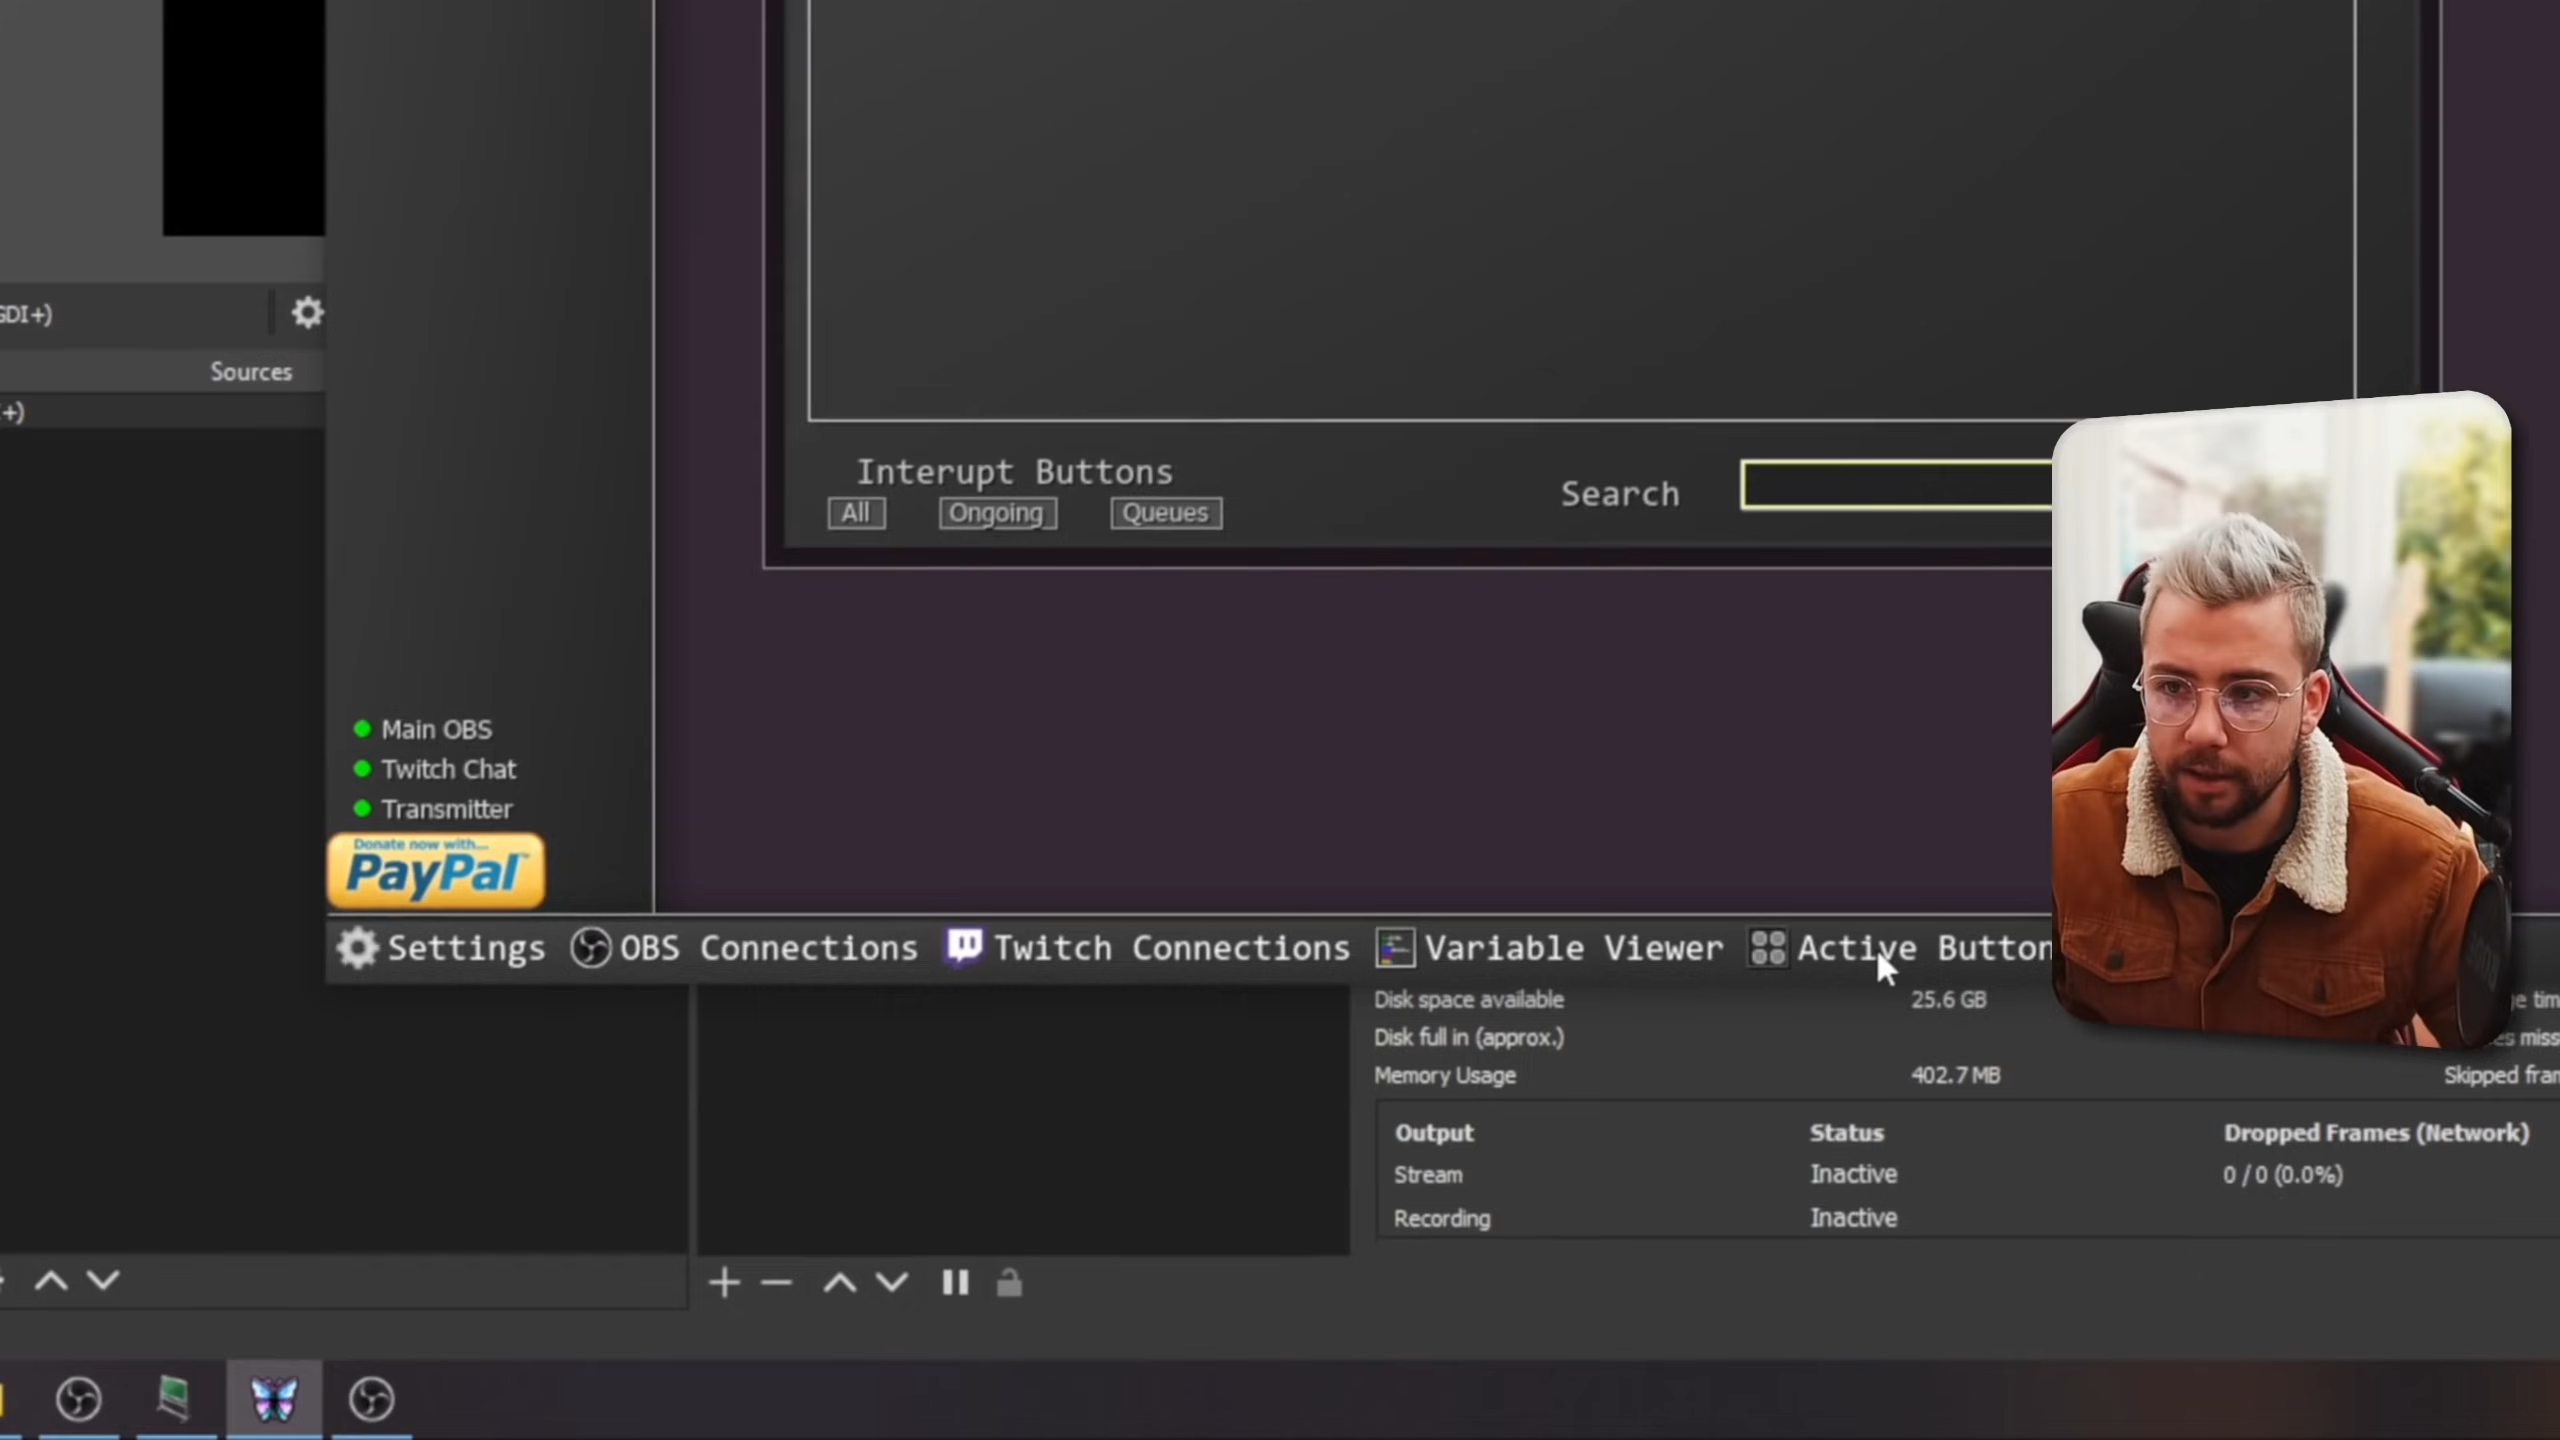 GDI+)
Sources
+)
Interupt Buttons
All
Ongoing
Queues
Search
Main OBS
Twitch Chat
Transmitter
Donate now with...
PayPal
Settings
OBS Connections
Twitch Connections
Variable Viewer
Active Button
Disk space available
25.6 GB
Disk full in (approx.)
Memory Usage
402.7 MB
Skipped fram
Output
Status
Dropped Frames (Network)
Stream
Inactive
0 / 0 (0.0%)
Recording
Inactive